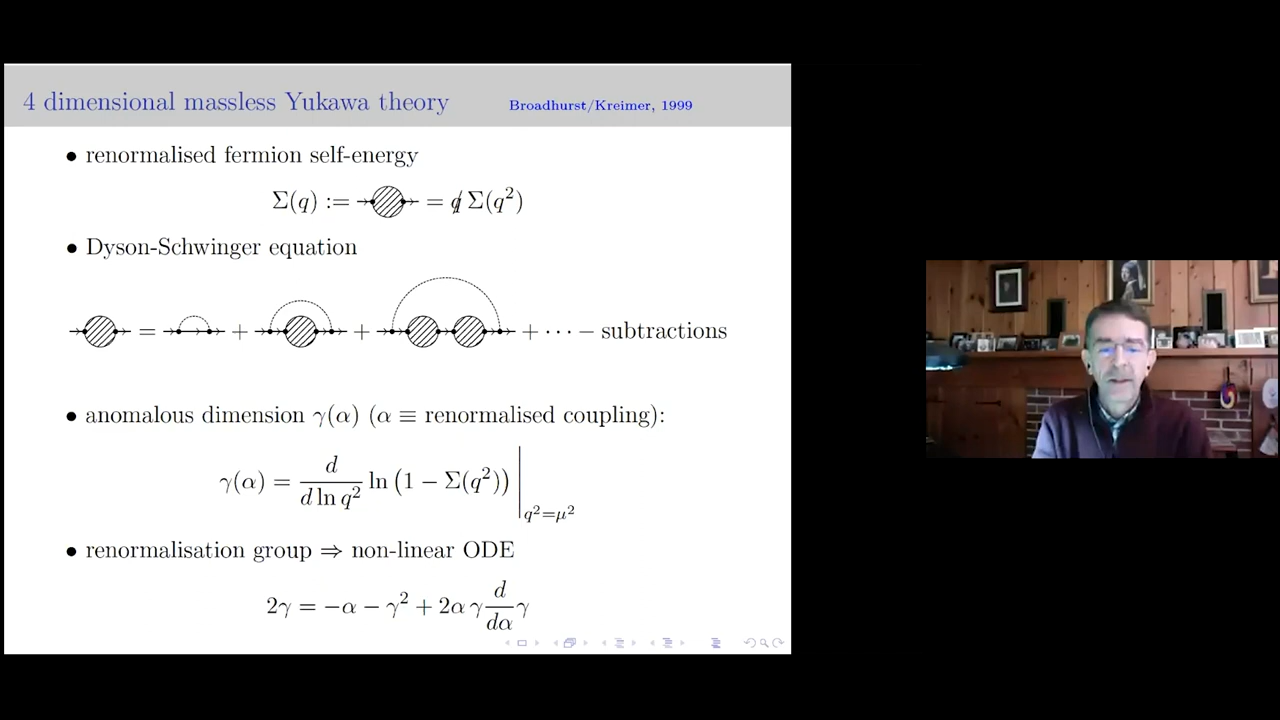 4 dimensional massless Yukawa theory Broadhurst/Kreimer, 1999
• renormalised fermion self-energy
Σ(q) := = q̸ Σ(q²)
• Dyson-Schwinger equation
= + + + ··· − subtractions
• anomalous dimension γ(α) (α ≡ renormalised coupling):
γ(α) = d/(d ln q²) ln (1 − Σ(q²)) |_{q²=μ²}
• renormalisation group ⇒ non-linear ODE
2γ = −α − γ² + 2α γ d/dα γ